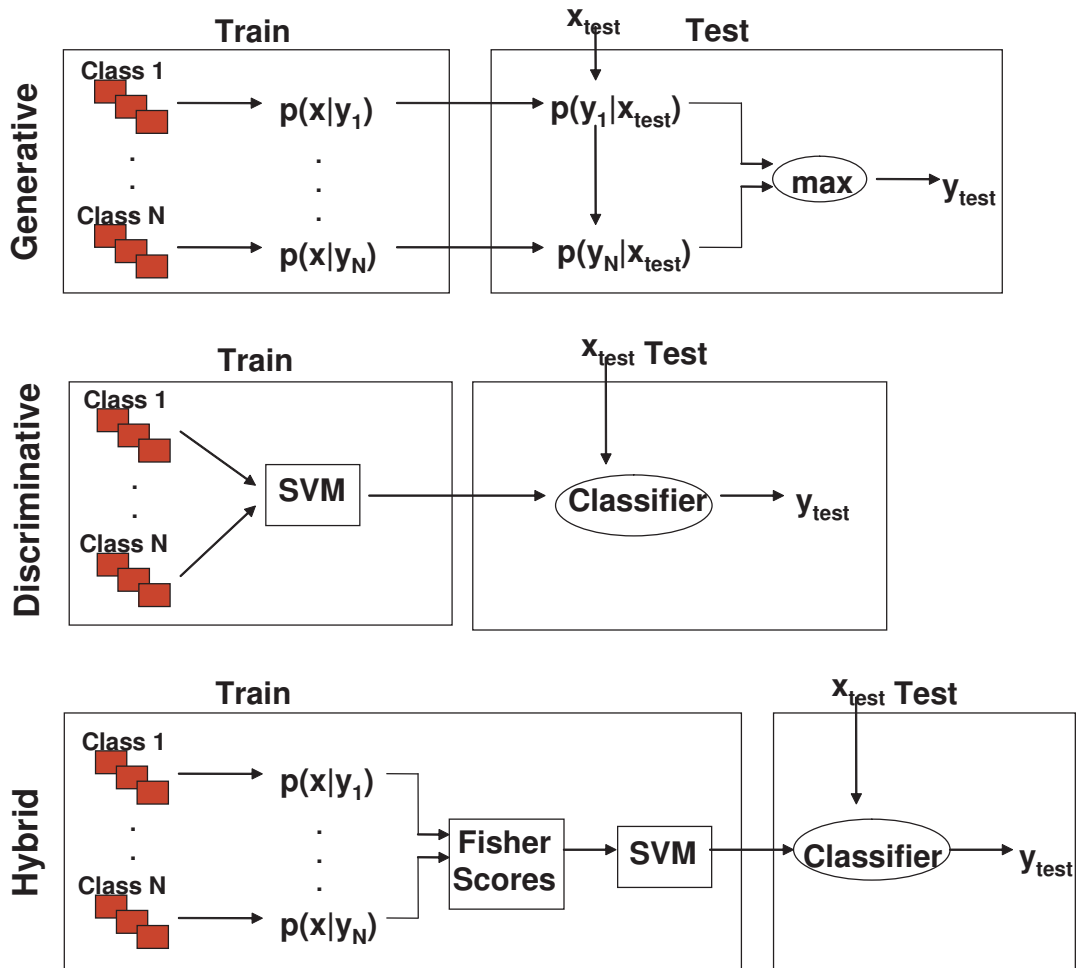 Generative
Train
x_test
Test
Class 1
p(x|y_1)
p(y_1|x_test)
.
.
.
.
.
.
max
y_test
Class N
p(x|y_N)
p(y_N|x_test)
Discriminative
Train
x_test Test
Class 1
.
.
SVM
Classifier
y_test
Class N
Hybrid
Train
x_test Test
Class 1
p(x|y_1)
.
.
.
.
.
Fisher
Scores
SVM
Classifier
y_test
Class N
p(x|y_N)